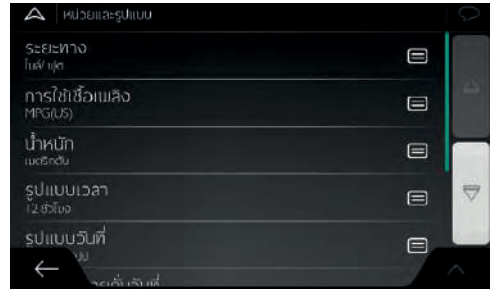 หน่วยและรูปแบบ
ระยะทาง
ไมล์/ ฟุต
การใช้เชื้อเพลิง
MPG(US)
น้ำหนัก
เมตริกตัน
รูปแบบเวลา
12 ชั่วโมง
รูปแบบวันที่